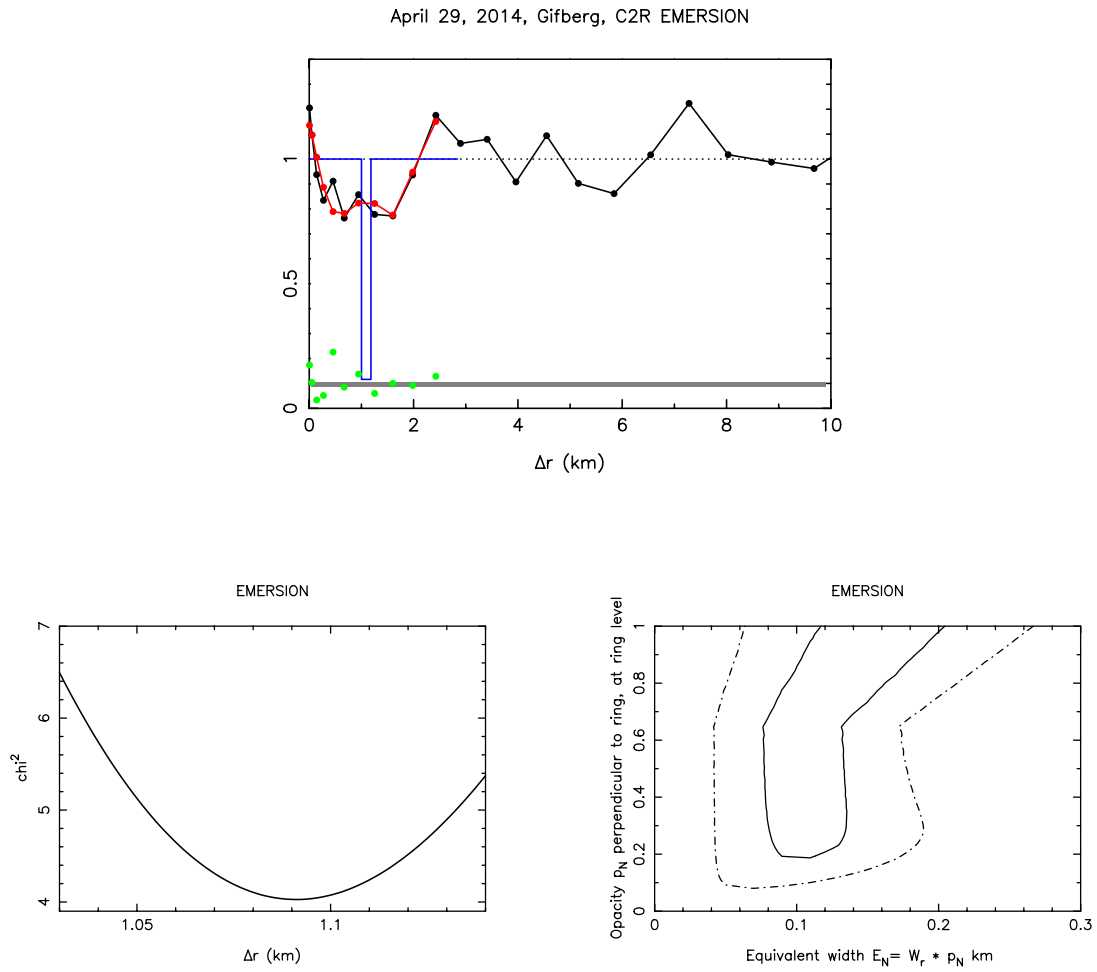 April 29, 2014, Gifberg, C2R EMERSION
1
0.5
0
0 2 4 6 8 10
Δr (km)
EMERSION
7
6
5
4
chi²
1.05 1.1
Δr (km)
EMERSION
1
0.8
0.6
0.4
0.2
0
Opacity p_N perpendicular to ring, at ring level
0 0.1 0.2 0.3
Equivalent width E_N= W_r * p_N km